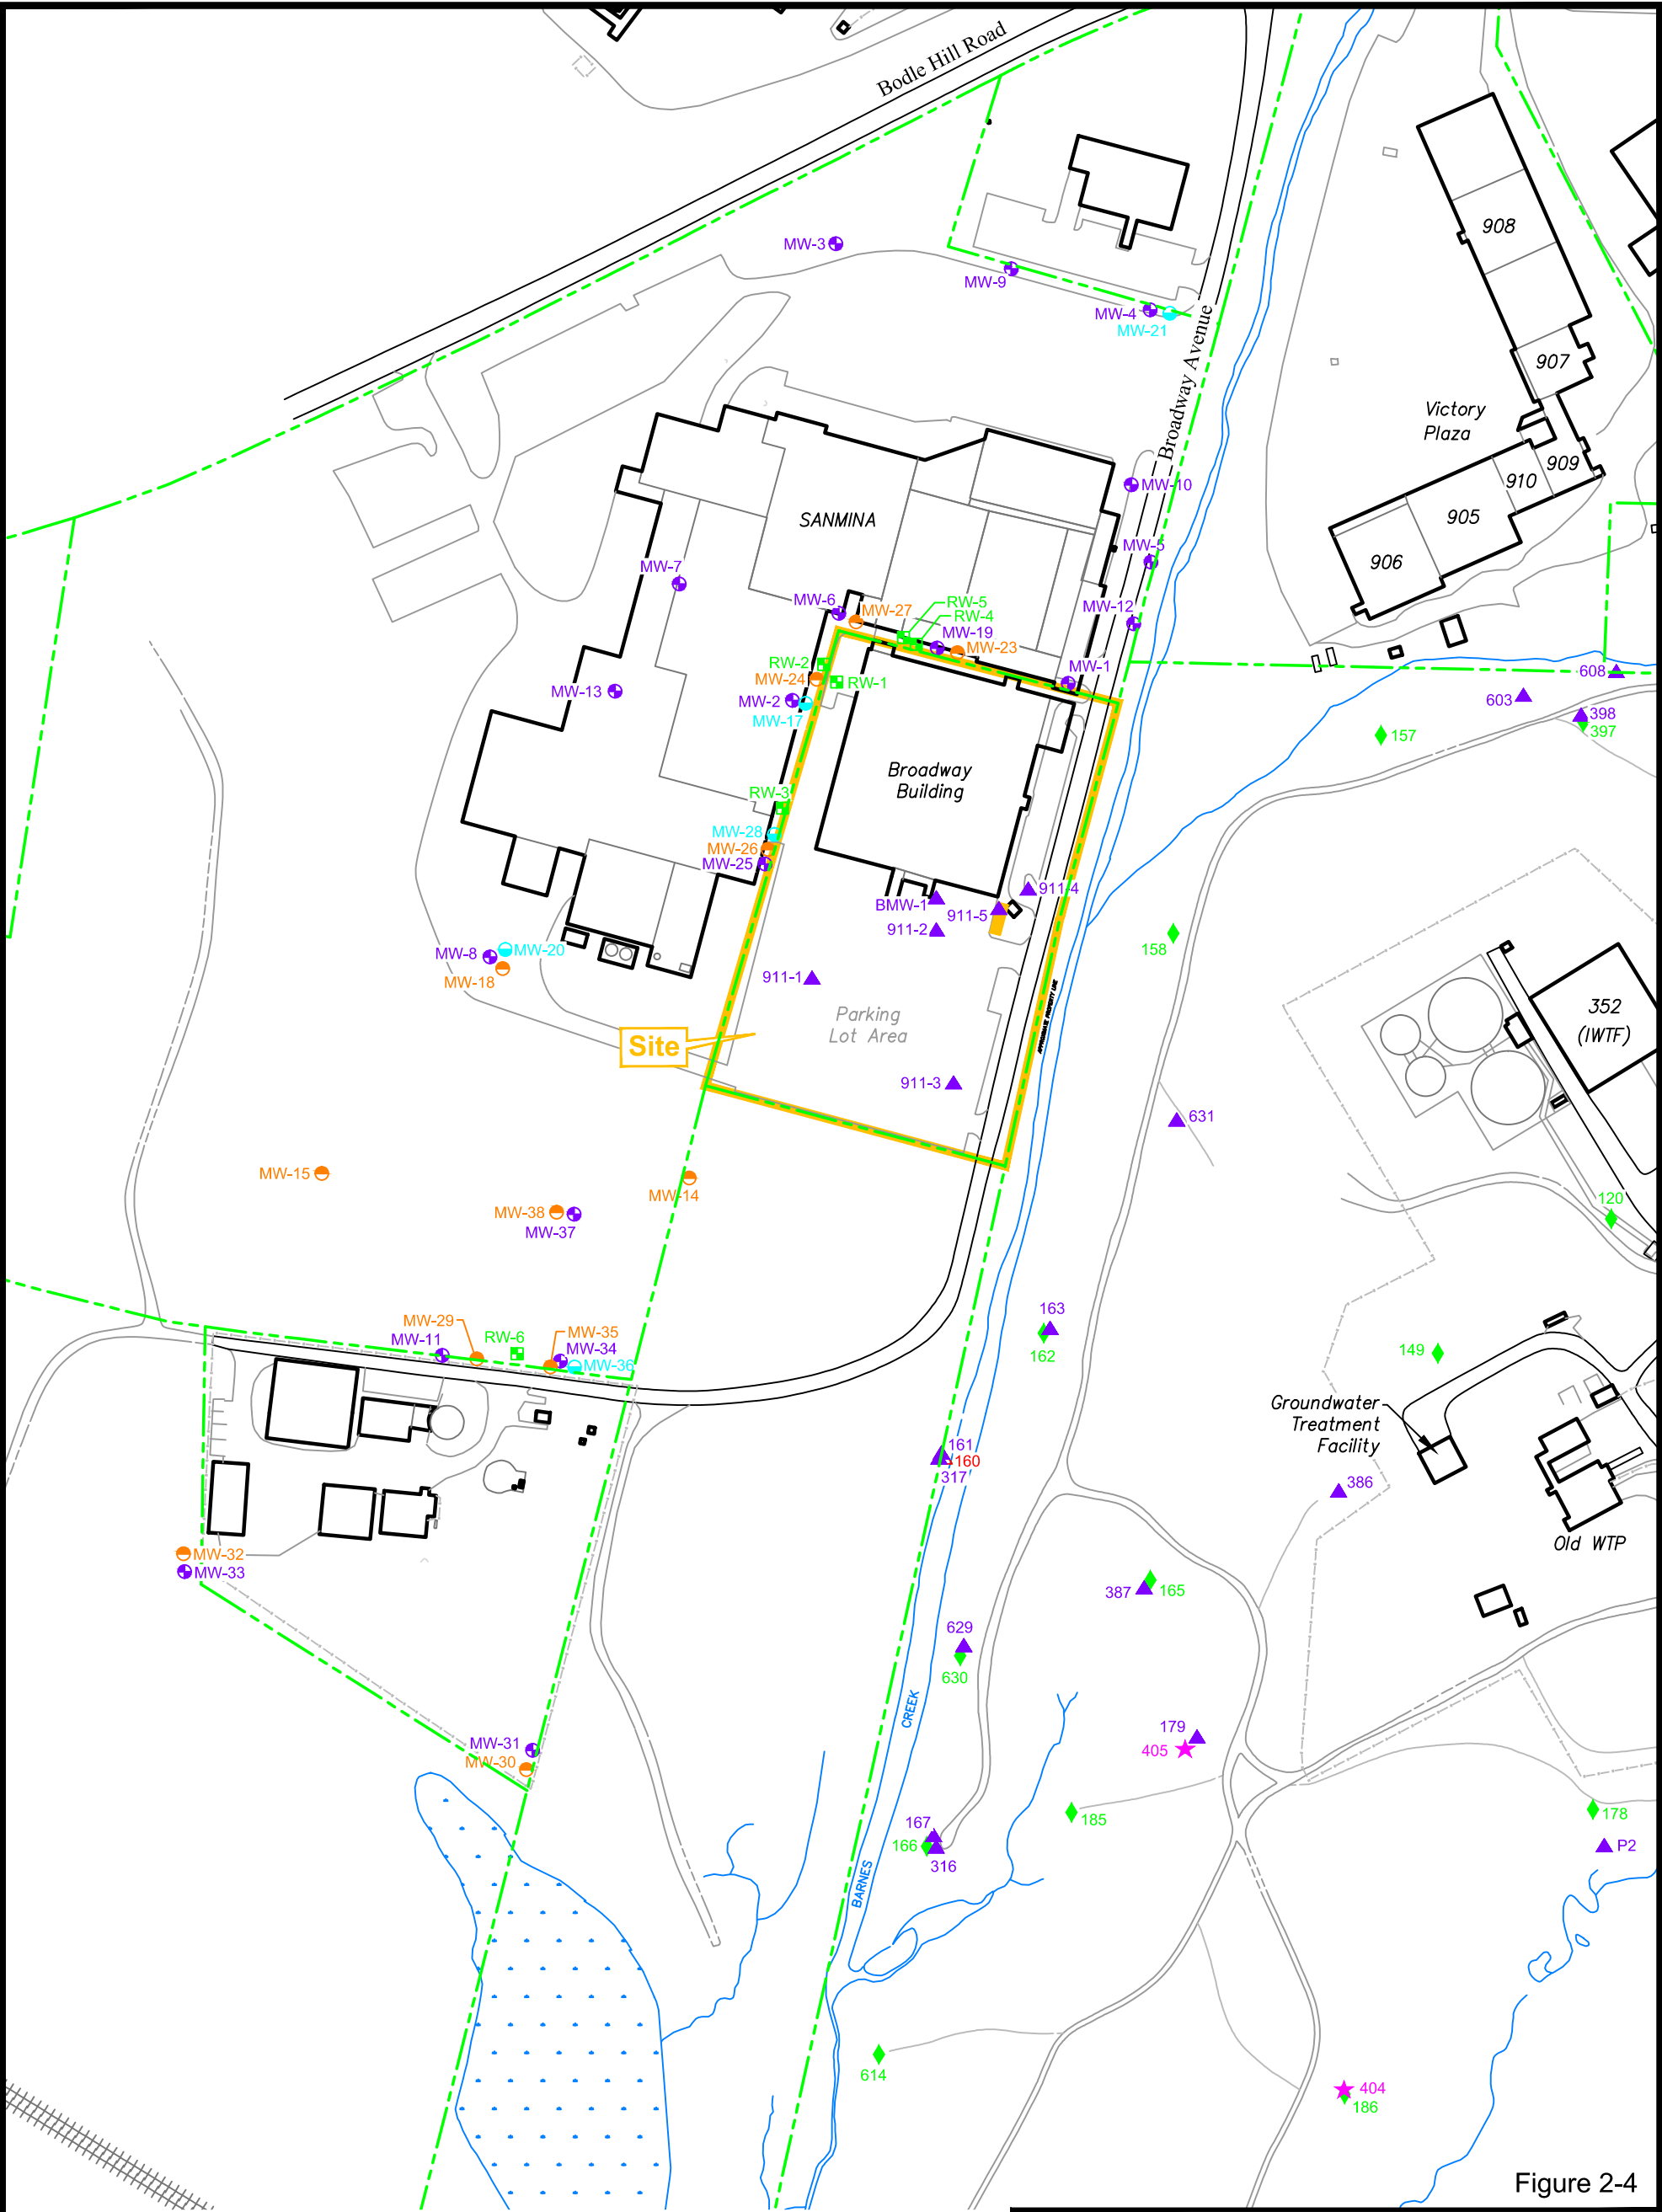 Bodle Hill Road
MW-3
MW-9
MW-4
MW-21
Broadway Avenue
908
907
Victory
Plaza
909
910
905
906
SANMINA
MW-10
MW-5
MW-7
MW-6
MW-27
RW-5
RW-4
MW-12
MW-19
MW-23
RW-2
MW-24
RW-1
MW-1
MW-13
MW-2
MW-17
608
603
398
397
157
Broadway
Building
RW-3
MW-28
MW-26
MW-25
911-4
BMW-1
911-5
911-2
158
MW-8
MW-20
MW-18
911-1
Parking
Lot Area
APPROXIMATE PROPERTY LINE
352
(IWTF)
Site
911-3
631
MW-15
MW-14
MW-38
MW-37
120
163
162
149
MW-29
MW-11
RW-6
MW-35
MW-34
MW-36
Groundwater
Treatment
Facility
161
160
317
386
Old WTP
MW-32
MW-33
387
165
629
630
CREEK
179
405
MW-31
MW-30
185
178
167
166
316
P2
BARNES
614
404
186
Figure 2-4